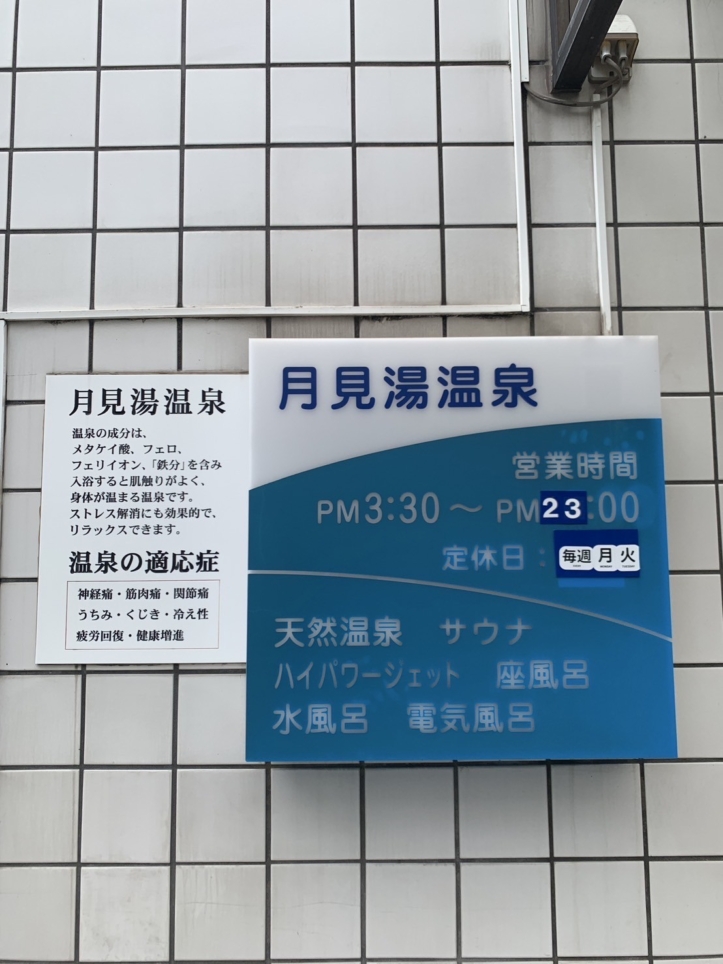 月見湯温泉
温泉の成分は、
メタケイ酸、フェロ、
フェリイオン、「鉄分」を含み
入浴すると肌触りがよく、
身体が温まる温泉です。
ストレス解消にも効果的で、
リラックスできます。
温泉の適応症
神経痛・筋肉痛・関節痛
うちみ・くじき・冷え性
疲労回復・健康増進
月見湯温泉
営業時間
PM3:30～PM23:00
定休日:毎週月火
天然温泉 サウナ
ハイパワージェット 座風呂
水風呂 電気風呂